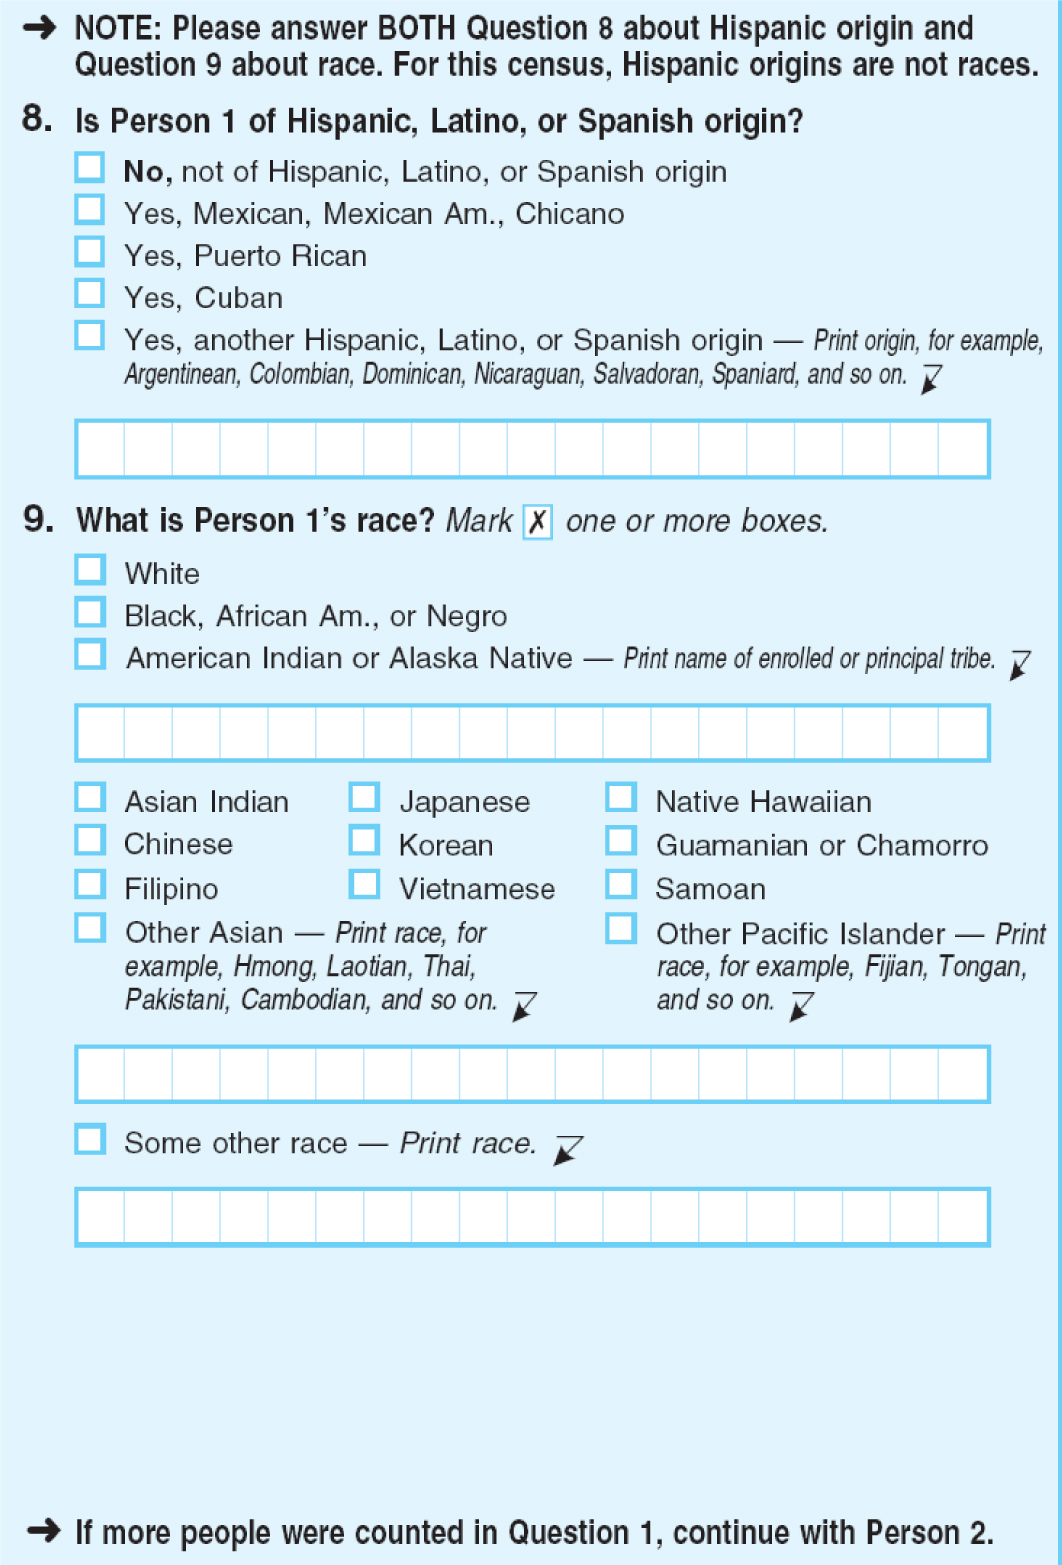 → NOTE: Please answer BOTH Question 8 about Hispanic origin and
Question 9 about race. For this census, Hispanic origins are not races.
8. Is Person 1 of Hispanic, Latino, or Spanish origin?
No, not of Hispanic, Latino, or Spanish origin
Yes, Mexican, Mexican Am., Chicano
Yes, Puerto Rican
Yes, Cuban
Yes, another Hispanic, Latino, or Spanish origin — Print origin, for example,
Argentinean, Colombian, Dominican, Nicaraguan, Salvadoran, Spaniard, and so on.
9. What is Person 1's race? Mark ✗ one or more boxes.
White
Black, African Am., or Negro
American Indian or Alaska Native — Print name of enrolled or principal tribe.
Asian Indian
Chinese
Filipino
Other Asian — Print race, for
example, Hmong, Laotian, Thai,
Pakistani, Cambodian, and so on.
Japanese
Korean
Vietnamese
Native Hawaiian
Guamanian or Chamorro
Samoan
Other Pacific Islander — Print
race, for example, Fijian, Tongan,
and so on.
Some other race — Print race.
→ If more people were counted in Question 1, continue with Person 2.